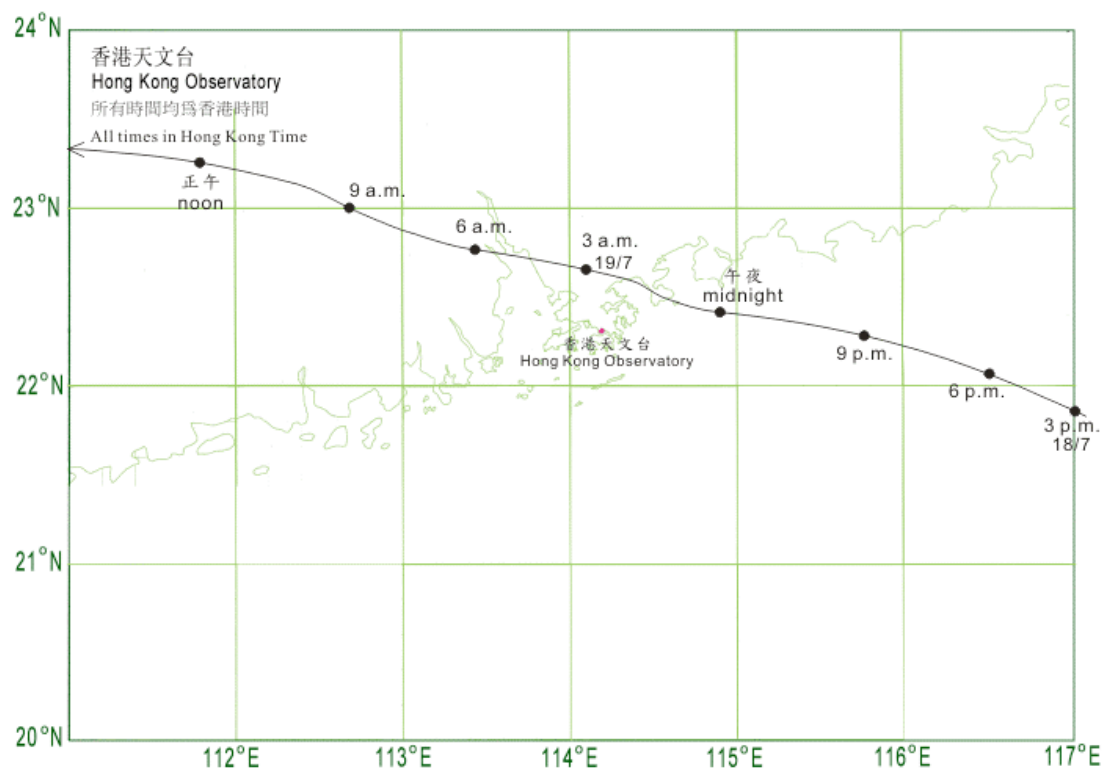 24°N
香港天文台
Hong Kong Observatory
所有時間均爲香港時間
All times in Hong Kong Time
正午
noon
9 a.m.
23°N
6 a.m.
3 a.m.
19/7
午夜
midnight
香港天文台
Hong Kong Observatory
9 p.m.
6 p.m.
3 p.m.
18/7
22°N
21°N
20°N
112°E
113°E
114°E
115°E
116°E
117°E